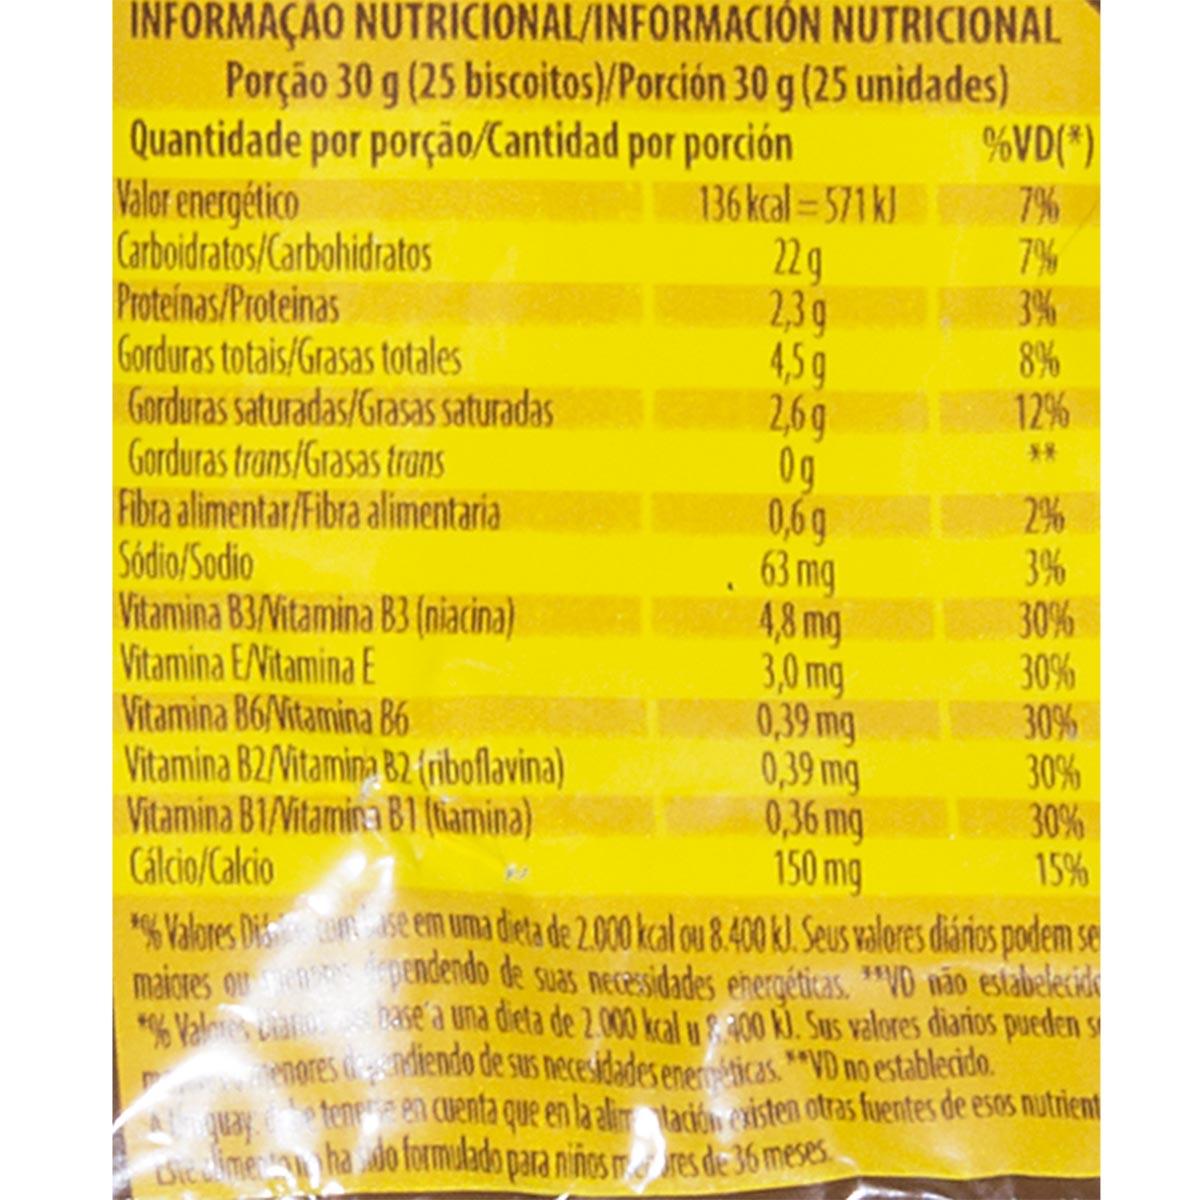 INFORMAÇÃO NUTRICIONAL/INFORMACIÓN NUTRICIONAL
Porção 30 g (25 biscoitos)/Porción 30 g (25 unidades)
Quantidade por porção/Cantidad por porción %VD(*)
Valor energético 136 kcal = 571 kJ 7%
Carboidratos/Carbohidratos 22 g 7%
Proteínas/Proteinas 2,3 g 3%
Gorduras totais/Grasas totales 4,5 g 8%
Gorduras saturadas/Grasas saturadas 2,6 g 12%
Gorduras trans/Grasas trans 0 g **
Fibra alimentar/Fibra alimentaria 0,6 g 2%
Sódio/Sodio 63 mg 3%
Vitamina B3/Vitamina B3 (niacina) 4,8 mg 30%
Vitamina E/Vitamina E 3,0 mg 30%
Vitamina B6/Vitamina B6 0,39 mg 30%
Vitamina B2/Vitamina B2 (riboflavina) 0,39 mg 30%
Vitamina B1/Vitamina B1 (tiamina) 0,36 mg 30%
Cálcio/Calcio 150 mg 15%
*% Valores com base em uma dieta de 2.000 kcal ou 8.400 kJ. Seus valores diários podem se
maiores ou dependendo de suas necessidades energéticas. **VD não estabelecido
*% Valores base a una dieta de 2.000 kcal u 8.400 kJ. Sus valores diarios pueden s
menores dependiendo de sus necesidades energéticas. **VD no establecido.
en cuenta que en la alimentación existen otras fuentes de esos nutrient
Este ha sido formulado para niños menores de 36 meses.